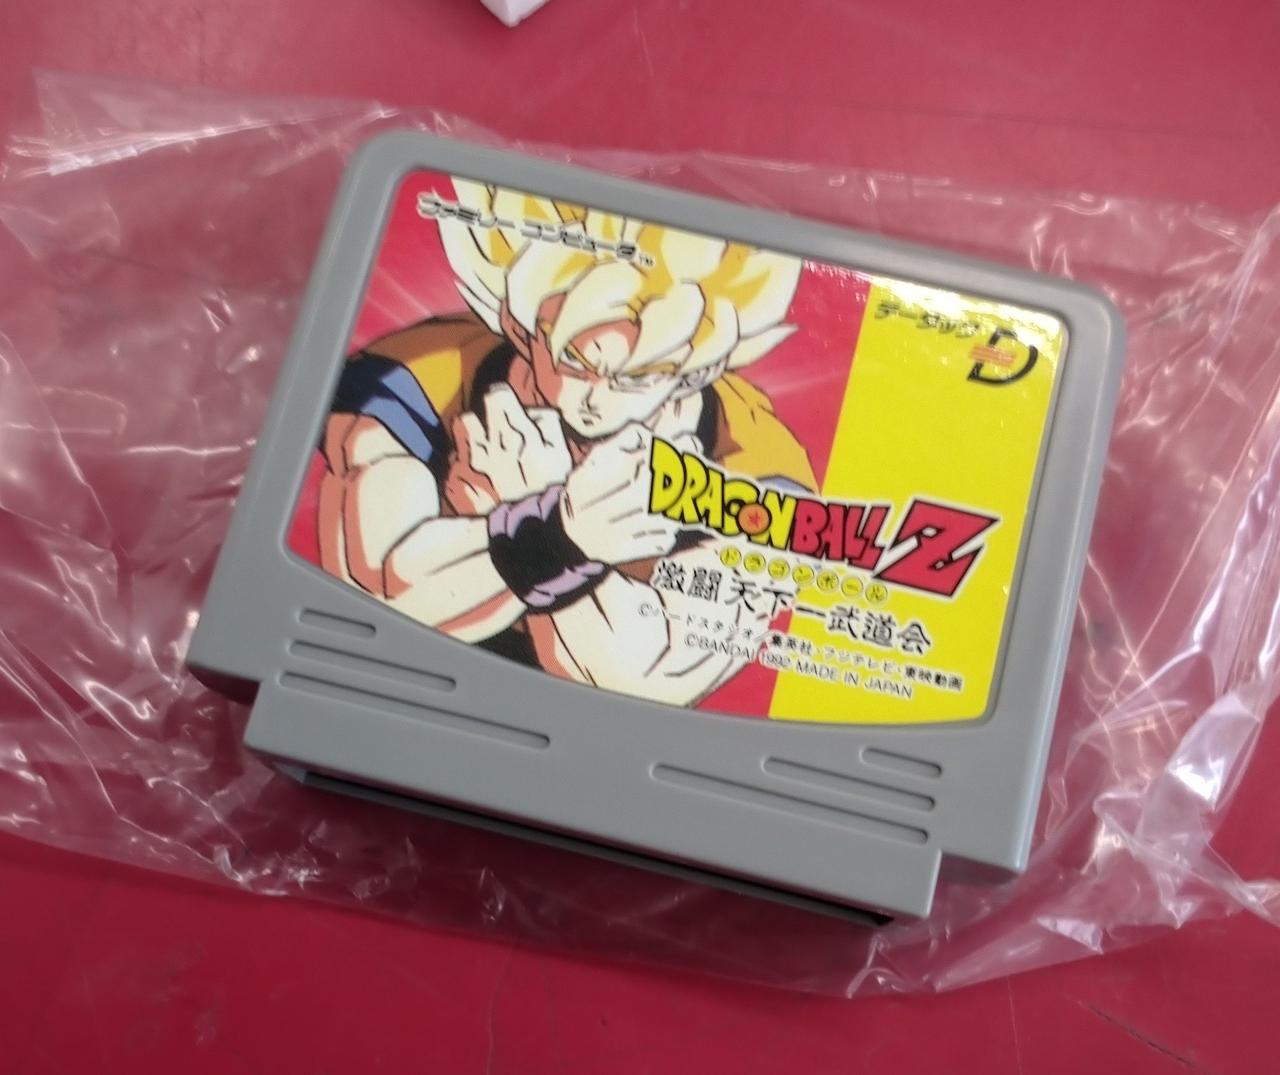 ファミリー コンピュータ™
データック
D
DRAGON BALL Z
ドラゴンボール
激闘天下一武道会
©バードスタジオ／集英社・フジテレビ・東映動画
©BANDAI 1992 MADE IN JAPAN